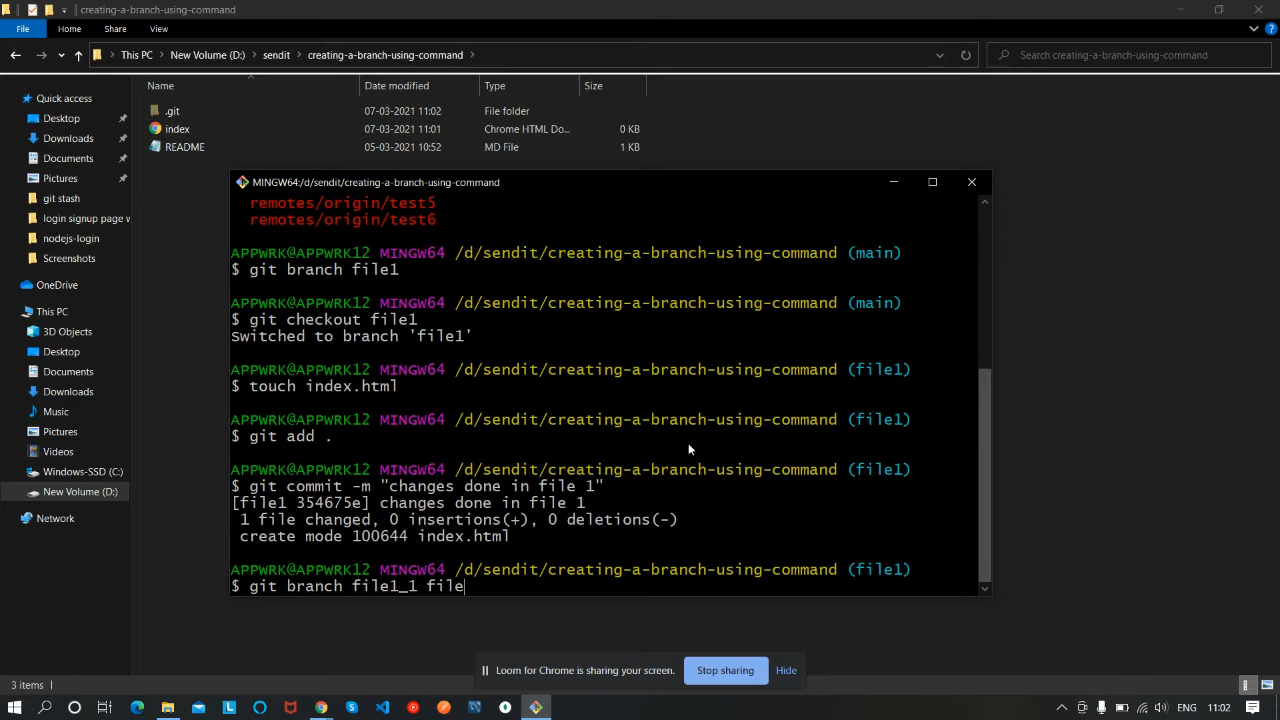 creating-a-branch-using-command
File Home Share View
This PC New Volume (D:) sendit creating-a-branch-using-command
Search creating-a-branch-using-command
Name Date modified Type Size
.git 07-03-2021 11:02 File folder
index 07-03-2021 11:01 Chrome HTML Do... 0 KB
README 05-03-2021 10:52 MD File 1 KB
Quick access
Desktop
Downloads
Documents
Pictures
git stash
login signup page w
nodejs-login
Screenshots
OneDrive
This PC
3D Objects
Desktop
Documents
Downloads
Music
Pictures
Videos
Windows-SSD (C:)
New Volume (D:)
Network
MINGW64:/d/sendit/creating-a-branch-using-command
remotes/origin/test5
remotes/origin/test6
APPWRK@APPWRK12 MINGW64 /d/sendit/creating-a-branch-using-command (main)
$ git branch file1
APPWRK@APPWRK12 MINGW64 /d/sendit/creating-a-branch-using-command (main)
$ git checkout file1
Switched to branch 'file1'
APPWRK@APPWRK12 MINGW64 /d/sendit/creating-a-branch-using-command (file1)
$ touch index.html
APPWRK@APPWRK12 MINGW64 /d/sendit/creating-a-branch-using-command (file1)
$ git add .
APPWRK@APPWRK12 MINGW64 /d/sendit/creating-a-branch-using-command (file1)
$ git commit -m "changes done in file 1"
[file1 354675e] changes done in file 1
1 file changed, 0 insertions(+), 0 deletions(-)
create mode 100644 index.html
APPWRK@APPWRK12 MINGW64 /d/sendit/creating-a-branch-using-command (file1)
$ git branch file1_1 file
Loom for Chrome is sharing your screen. Stop sharing Hide
3 items
ENG 11:02